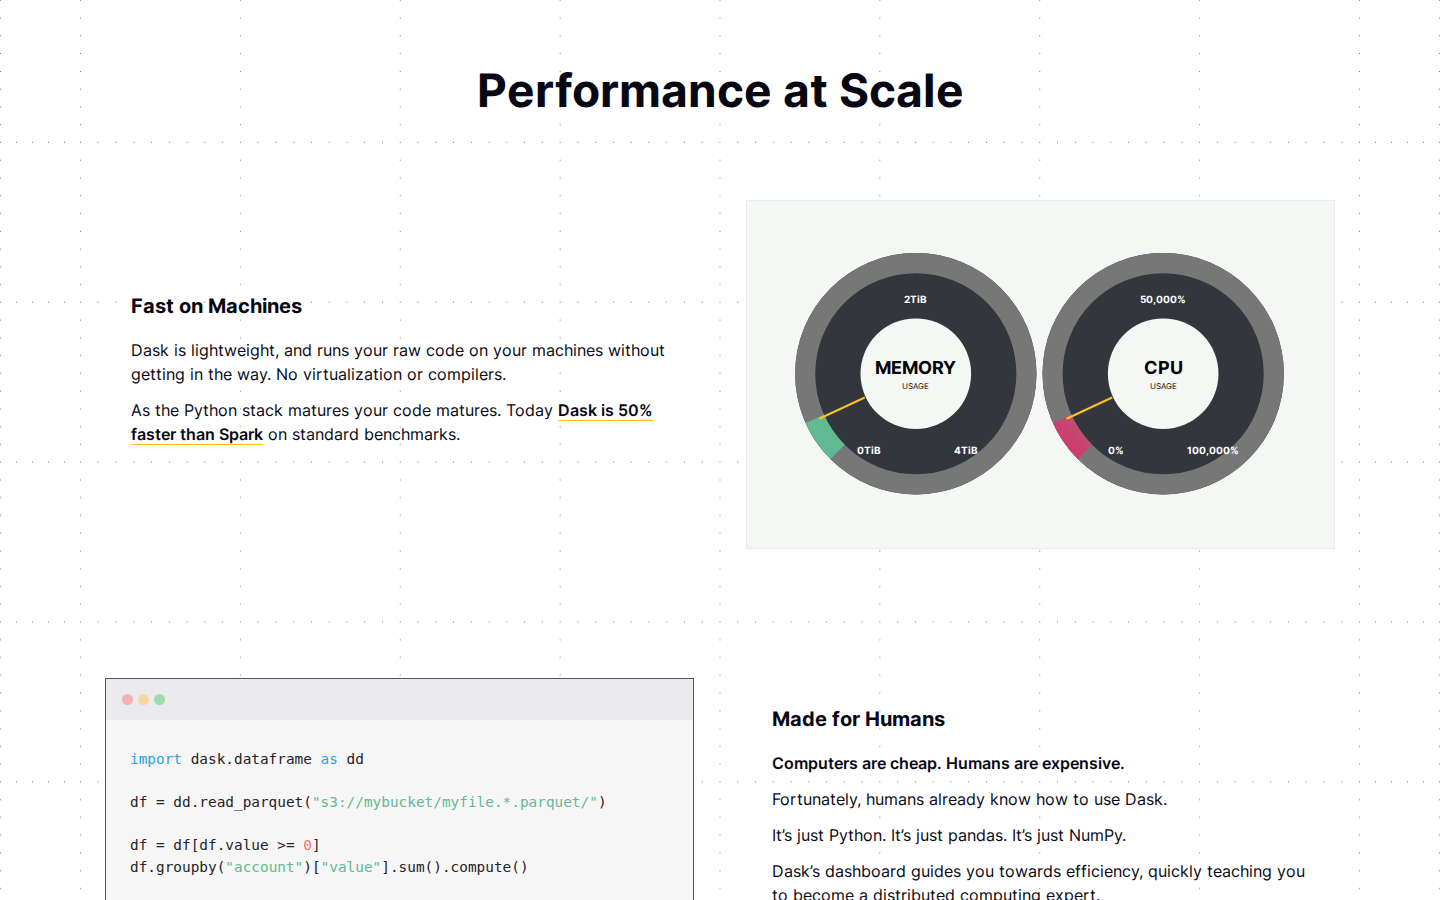 Performance at Scale
Fast on Machines
Dask is lightweight, and runs your raw code on your machines without
getting in the way. No virtualization or compilers.
As the Python stack matures your code matures. Today Dask is 50%
faster than Spark on standard benchmarks.
2TiB
MEMORY
USAGE
0TiB
4TiB
50,000%
CPU
USAGE
0%
100,000%
import dask.dataframe as dd
df = dd.read_parquet("s3://mybucket/myfile.*.parquet/")
df = df[df.value >= 0]
df.groupby("account")["value"].sum().compute()
Made for Humans
Computers are cheap. Humans are expensive.
Fortunately, humans already know how to use Dask.
It’s just Python. It’s just pandas. It’s just NumPy.
Dask’s dashboard guides you towards efficiency, quickly teaching you
to become a distributed computing expert.